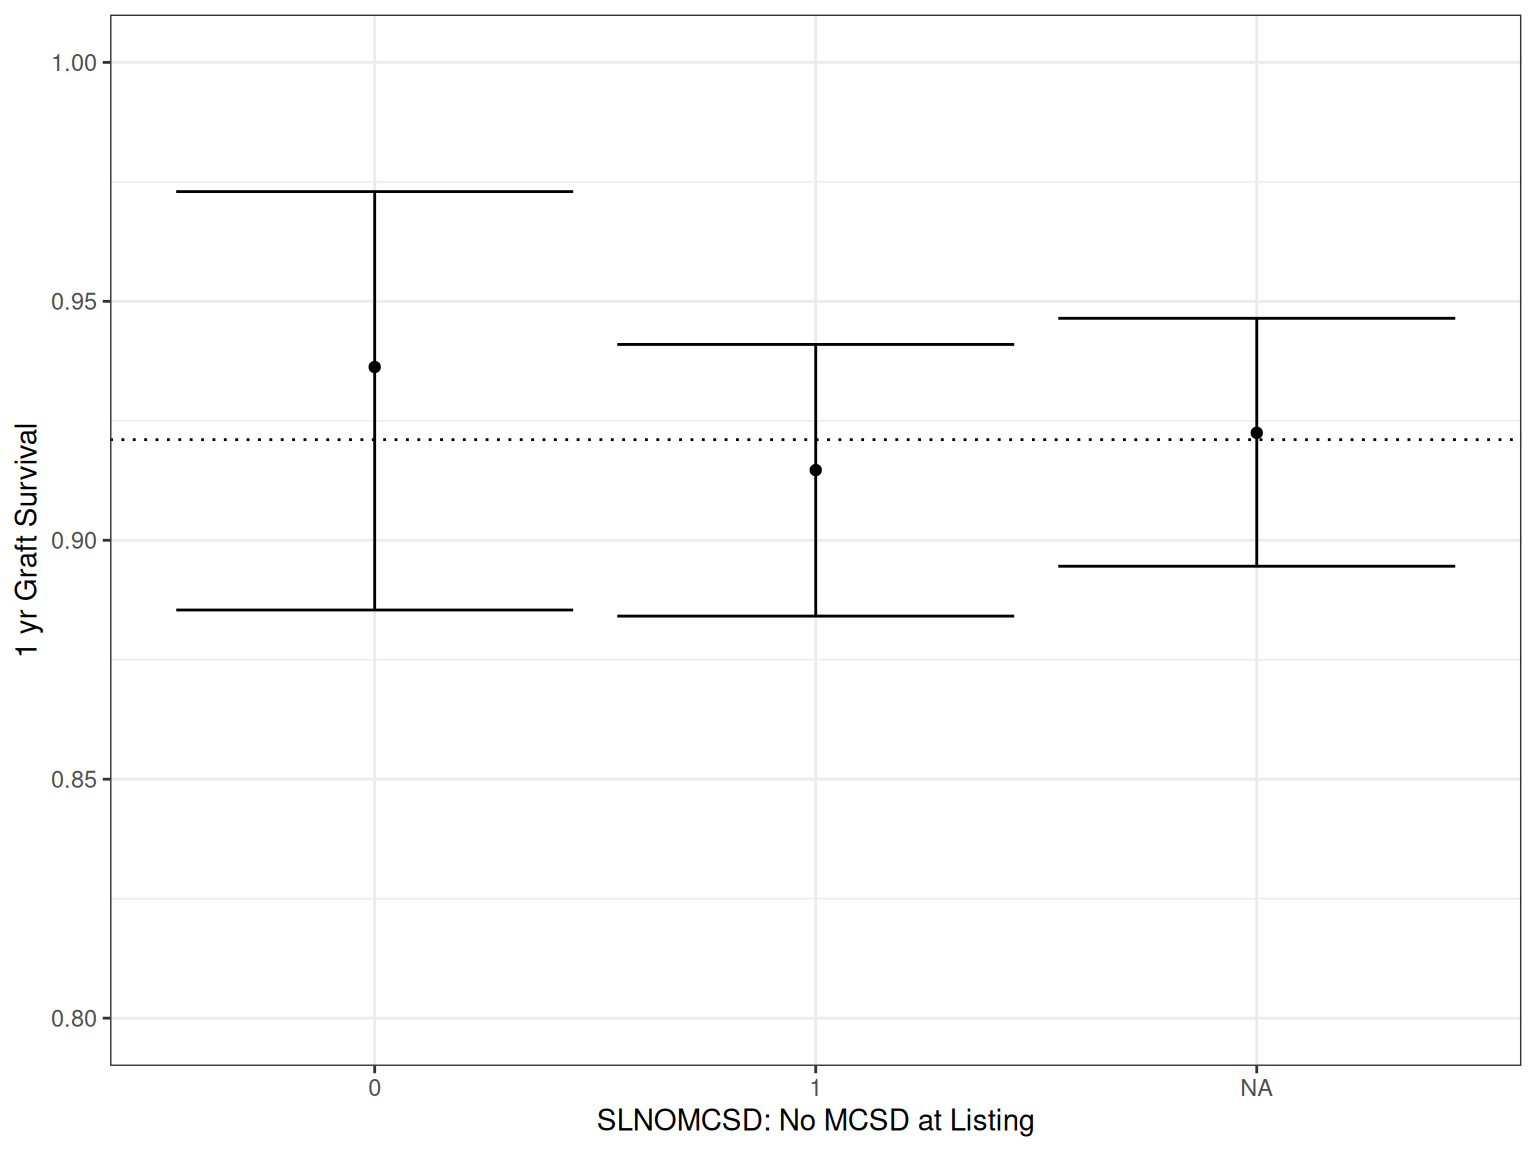 1 yr Graft Survival
1.00
0.95
0.90
0.85
0.80
0 1 NA
SLNOMCSD: No MCSD at Listing